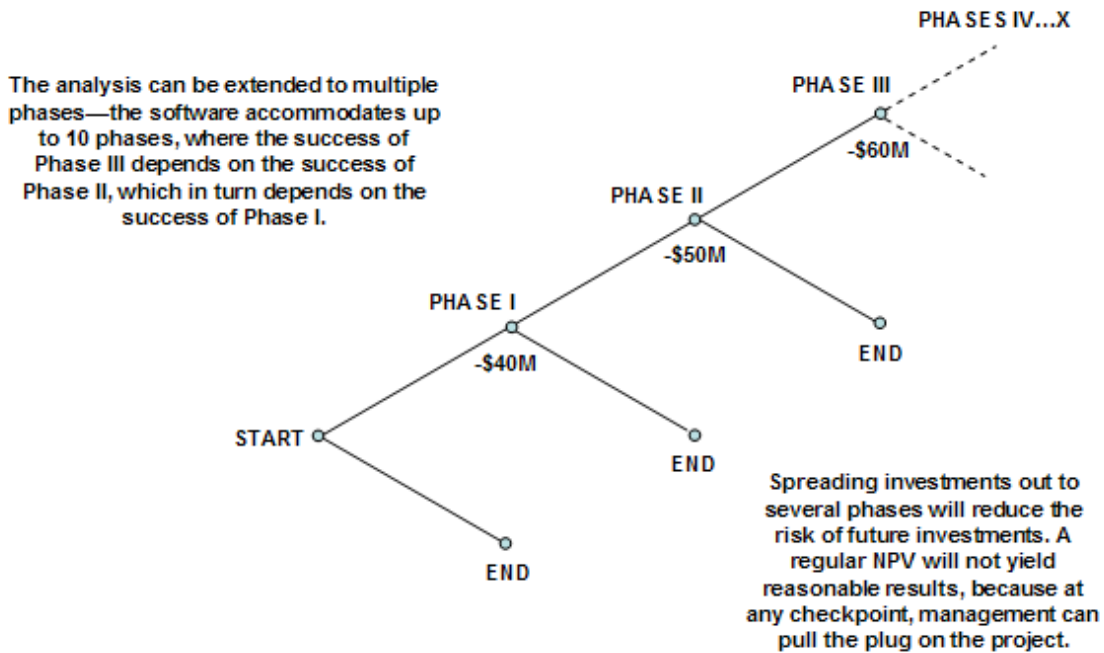 PHASES IV...X
The analysis can be extended to multiple
phases—the software accommodates up
to 10 phases, where the success of
Phase III depends on the success of
Phase II, which in turn depends on the
success of Phase I.
PHASE III
-$60M
PHASE II
-$50M
END
PHASE I
-$40M
START
END
END
Spreading investments out to
several phases will reduce the
risk of future investments. A
regular NPV will not yield
reasonable results, because at
any checkpoint, management can
pull the plug on the project.